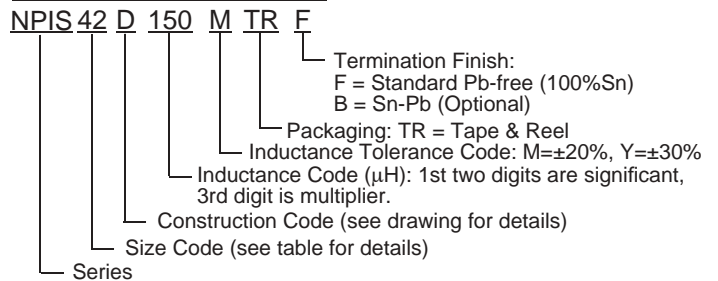 NPIS 42 D 150 M TR F
Termination Finish:
F = Standard Pb-free (100%Sn)
B = Sn-Pb (Optional)
Packaging: TR = Tape & Reel
Inductance Tolerance Code: M=±20%, Y=±30%
Inductance Code (μH): 1st two digits are significant,
3rd digit is multiplier.
Construction Code (see drawing for details)
Size Code (see table for details)
Series